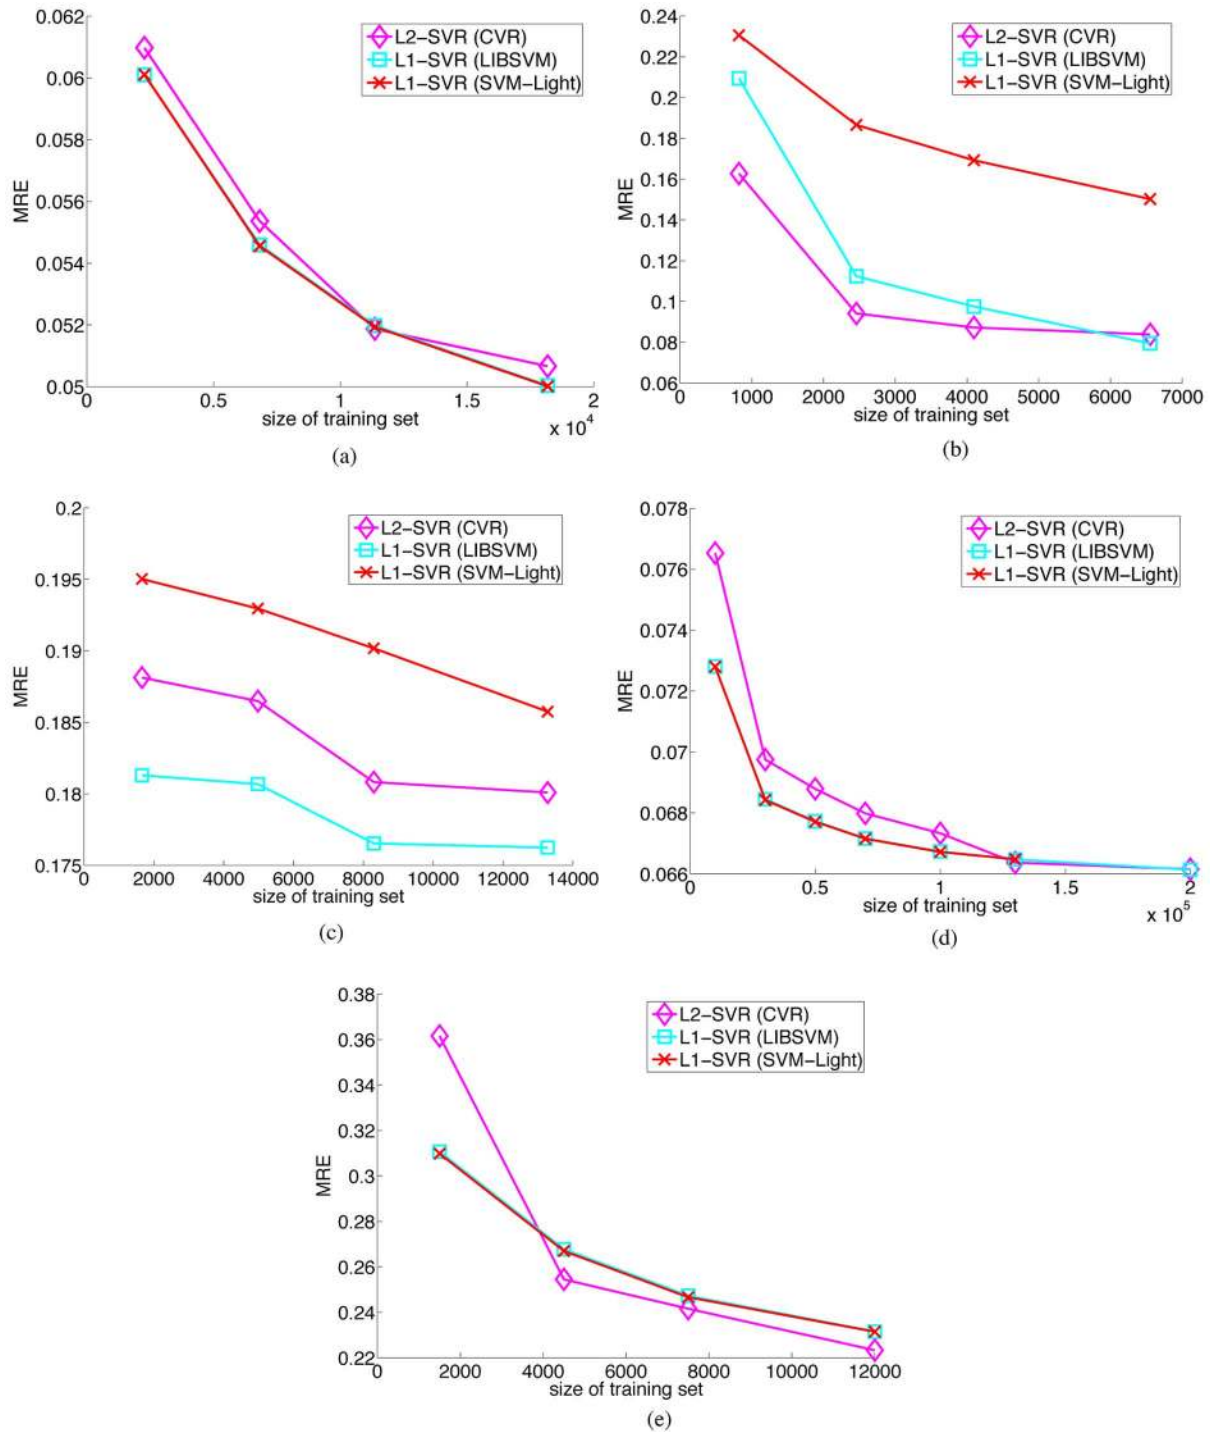 0.062
0.06
0.058
0.056
0.054
0.052
0.05
MRE
L2-SVR (CVR)
L1-SVR (LIBSVM)
L1-SVR (SVM-Light)
0 0.5 1 1.5 2
size of training set
x 10^4
(a)
0.24
0.22
0.2
0.18
0.16
0.14
0.12
0.1
0.08
0.06
MRE
L2-SVR (CVR)
L1-SVR (LIBSVM)
L1-SVR (SVM-Light)
0 1000 2000 3000 4000 5000 6000 7000
size of training set
(b)
0.2
0.195
0.19
0.185
0.18
0.175
MRE
L2-SVR (CVR)
L1-SVR (LIBSVM)
L1-SVR (SVM-Light)
0 2000 4000 6000 8000 10000 12000 14000
size of training set
(c)
0.078
0.076
0.074
0.072
0.07
0.068
0.066
MRE
L2-SVR (CVR)
L1-SVR (LIBSVM)
L1-SVR (SVM-Light)
0 0.5 1 1.5 2
size of training set
x 10^5
(d)
0.38
0.36
0.34
0.32
0.3
0.28
0.26
0.24
0.22
MRE
L2-SVR (CVR)
L1-SVR (LIBSVM)
L1-SVR (SVM-Light)
0 2000 4000 6000 8000 10000 12000
size of training set
(e)